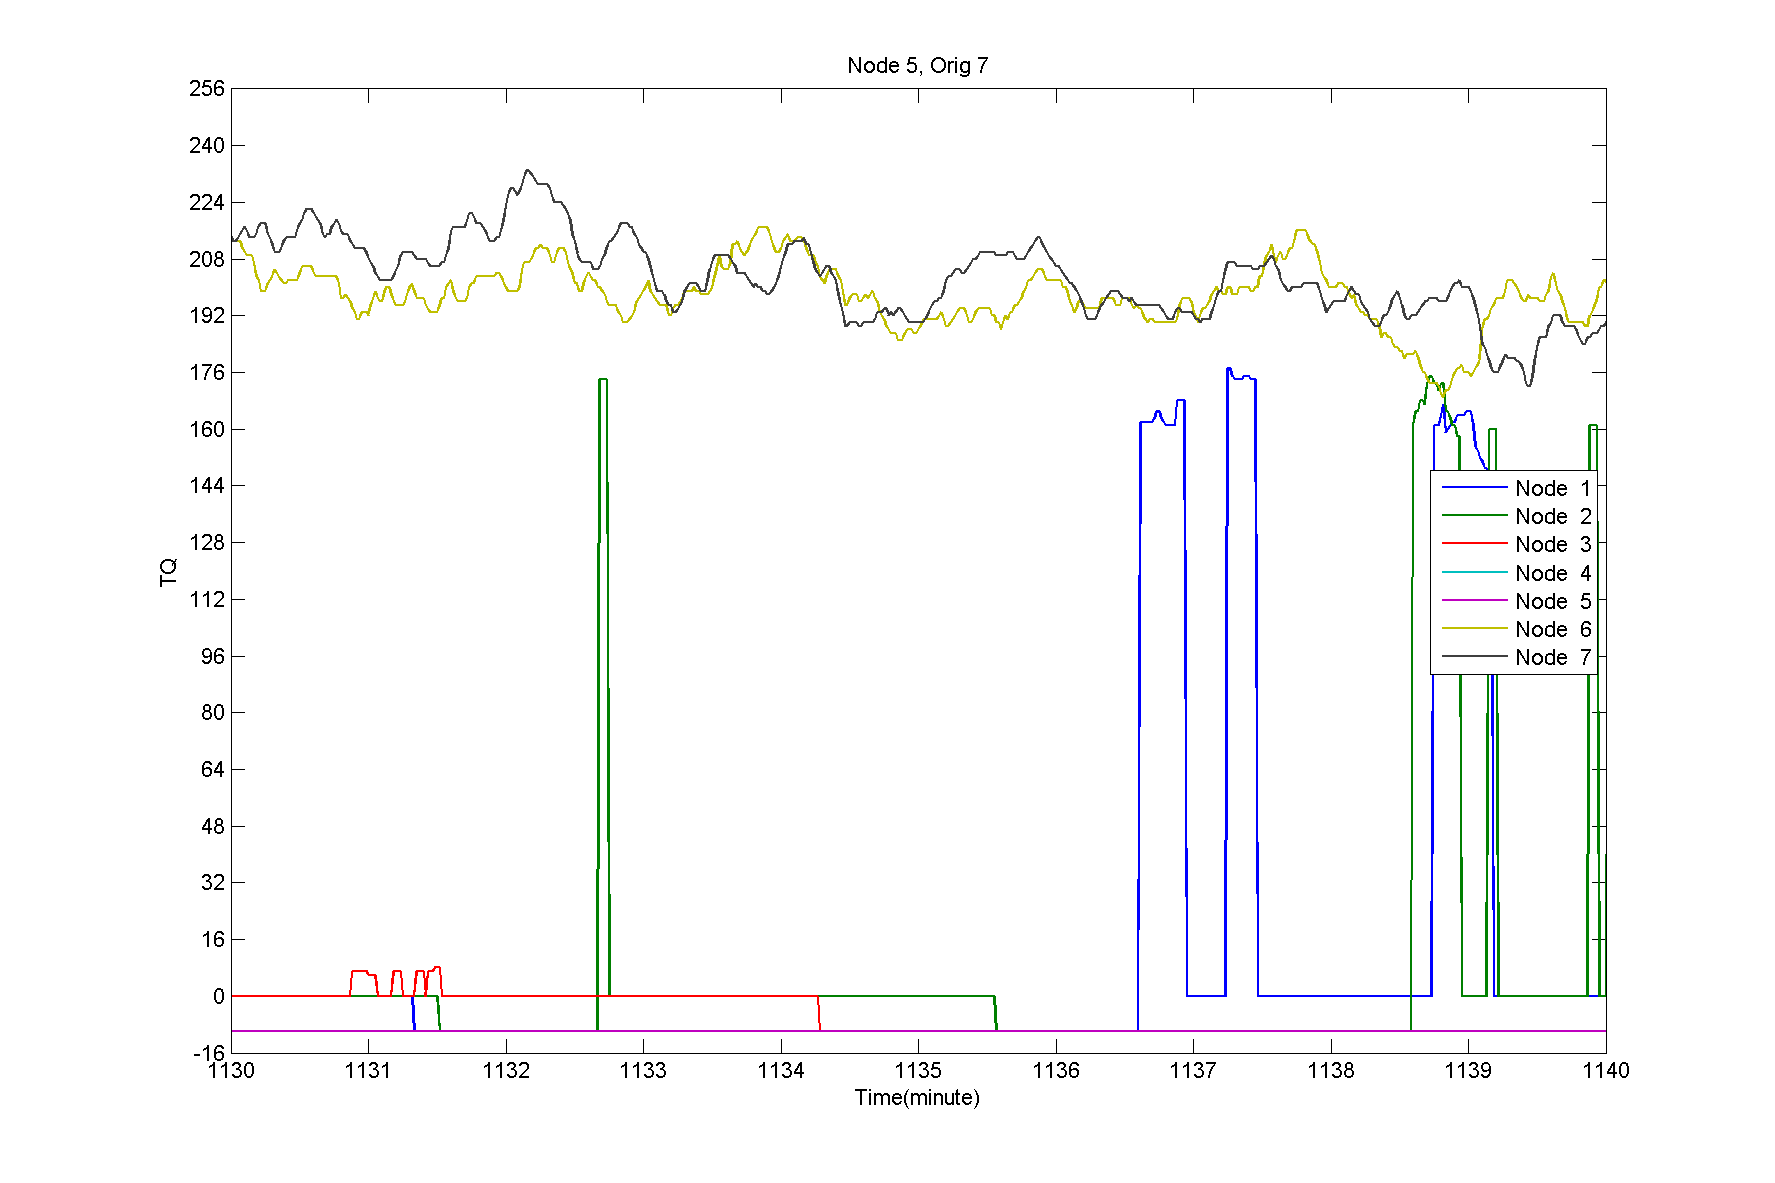 Node 5, Orig 7
256
240
224
208
192
176
160
144
128
112
96
80
64
48
32
16
0
-16
TQ
Node 1
Node 2
Node 3
Node 4
Node 5
Node 6
Node 7
1130 1131 1132 1133 1134 1135 1136 1137 1138 1139 1140
Time(minute)